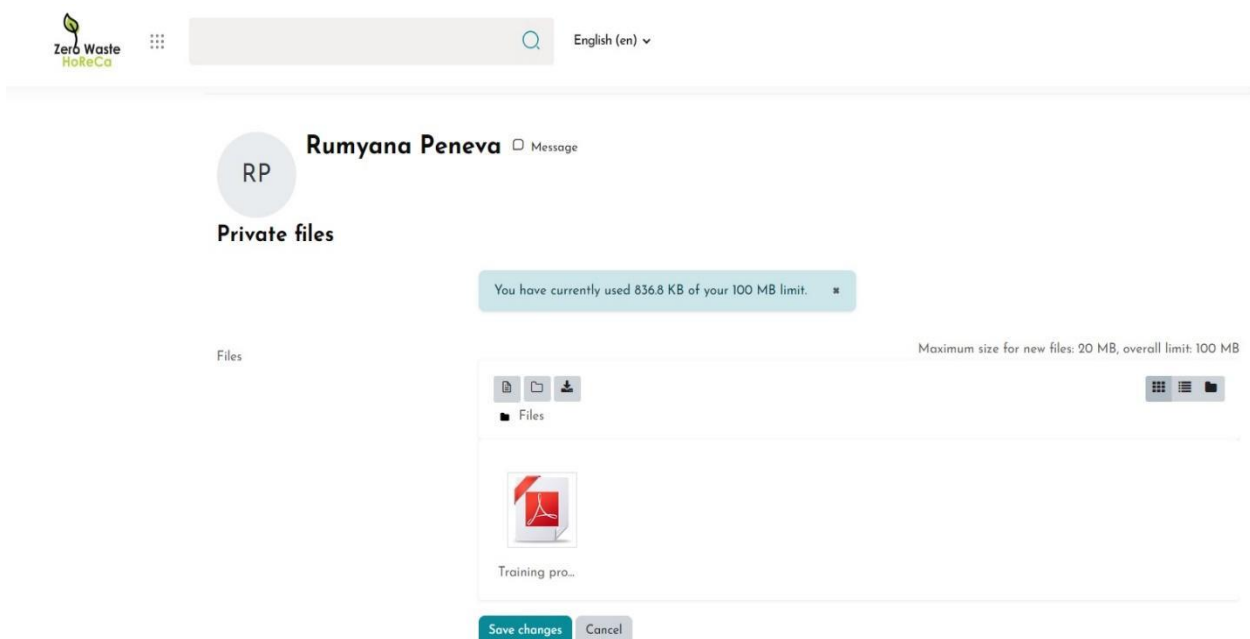 Zero Waste
HoReCa
English (en)
Rumyana Peneva Message
RP
Private files
You have currently used 836.8 KB of your 100 MB limit.
Maximum size for new files: 20 MB, overall limit: 100 MB
Files
Files
Training pro...
Save changes Cancel